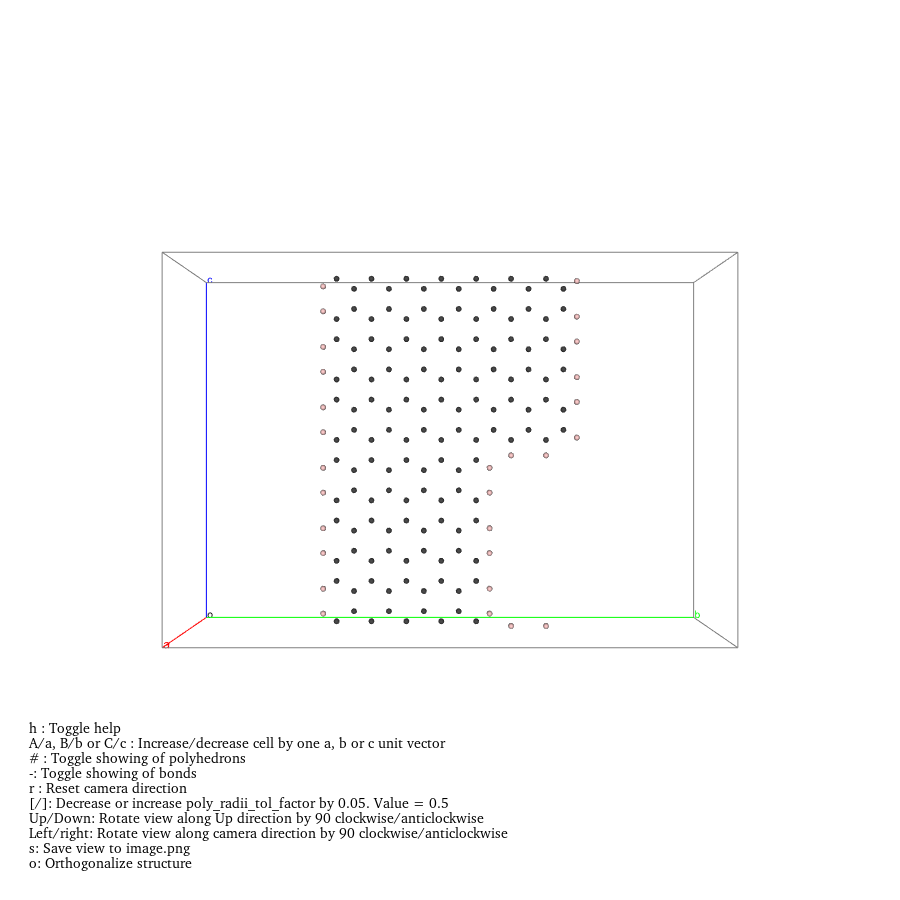 c
o
b
a
h : Toggle help
A/a, B/b or C/c : Increase/decrease cell by one a, b or c unit vector
# : Toggle showing of polyhedrons
-: Toggle showing of bonds
r : Reset camera direction
[/]: Decrease or increase poly_radii_tol_factor by 0.05. Value = 0.5
Up/Down: Rotate view along Up direction by 90 clockwise/anticlockwise
Left/right: Rotate view along camera direction by 90 clockwise/anticlockwise
s: Save view to image.png
o: Orthogonalize structure